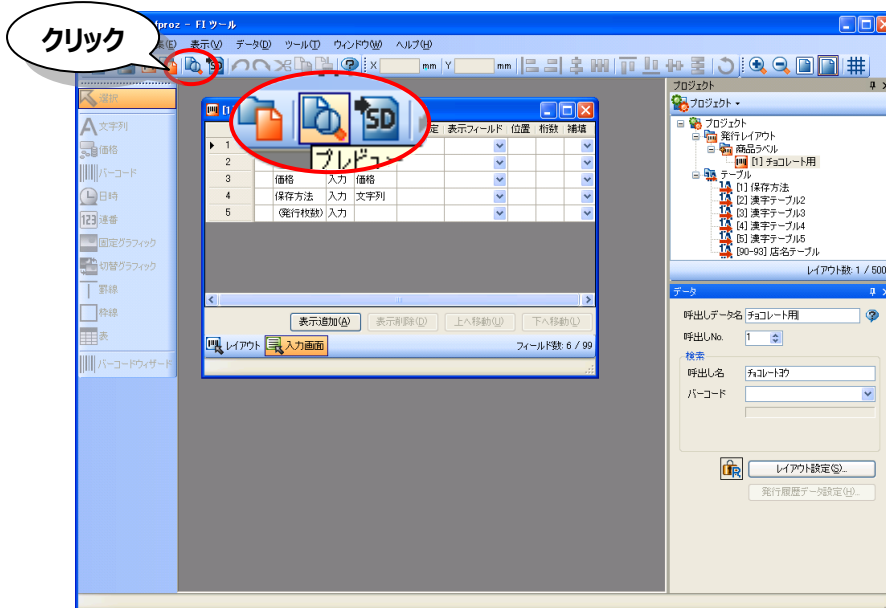 クリック
fproz - FI ツール
表示(V) データ(D) ツール(T) ウィンドウ(W) ヘルプ(H)
SD
X mm Y mm
選択
文字列
価格
バーコード
日時
123 連番
固定グラフィック
切替グラフィック
罫線
枠線
表
バーコードウィザード
[1]
定 表示フィールド 位置 桁数 補填
SD
プレビュー
1
2
3 価格 入力 価格
4 保存方法 入力 文字列
5 (発行枚数) 入力
表示追加(A) 表示削除(D) 上へ移動(U) 下へ移動(L)
レイアウト 入力画面 フィールド数: 6 / 99
プロジェクト
プロジェクト
プロジェクト
発行レイアウト
商品ラベル
[1] チョコレート用
テーブル
[1] 保存方法
[2] 漢字テーブル2
[3] 漢字テーブル3
[4] 漢字テーブル4
[5] 漢字テーブル5
[90-93] 店名テーブル
レイアウト数: 1 / 500
データ
呼出しデータ名 チョコレート用
呼出しNo. 1
検索
呼出し名 チョコレートヨウ
バーコード
レイアウト設定(S)...
発行履歴データ設定(H)...